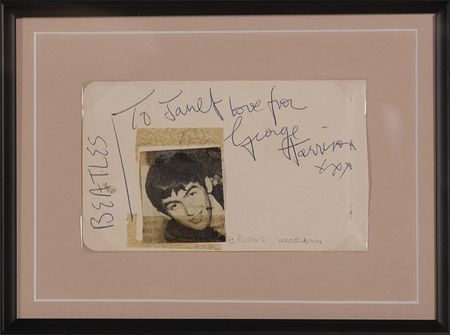 To Janet love from
George
Harrison
xxx
BEATLES